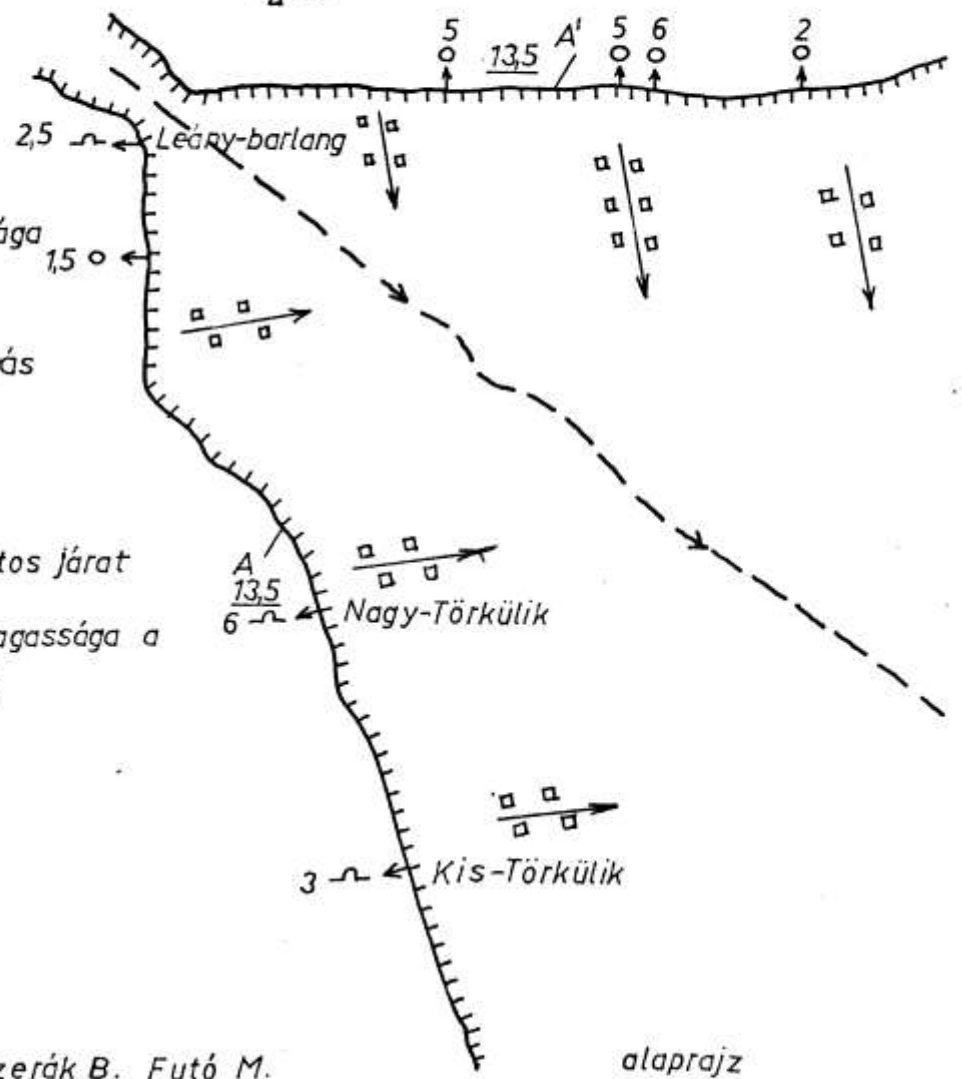 5
13,5
A'
5
6
2
2,5
Leány-barlang
ága
1,5
ás
tos járat
A
13,5
6
Nagy-Törkülik
agassága a
3
Kis-Törkülik
zerák B. Futó M.
alaprajz